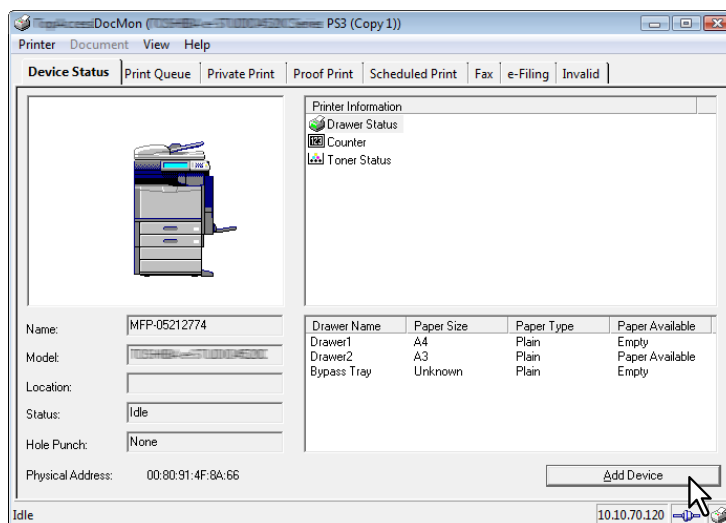 DocMon ( PS3 (Copy 1))
Printer Document View Help
Device Status Print Queue Private Print Proof Print Scheduled Print Fax e-Filing Invalid
Printer Information
Drawer Status
123 Counter
Toner Status
Name: MFP-05212774
Model:
Location:
Status: Idle
Hole Punch: None
Physical Address: 00:80:91:4F:8A:66
Drawer Name Paper Size Paper Type Paper Available
Drawer1 A4 Plain Empty
Drawer2 A3 Plain Paper Available
Bypass Tray Unknown Plain Empty
Add Device
Idle 10.10.70.120